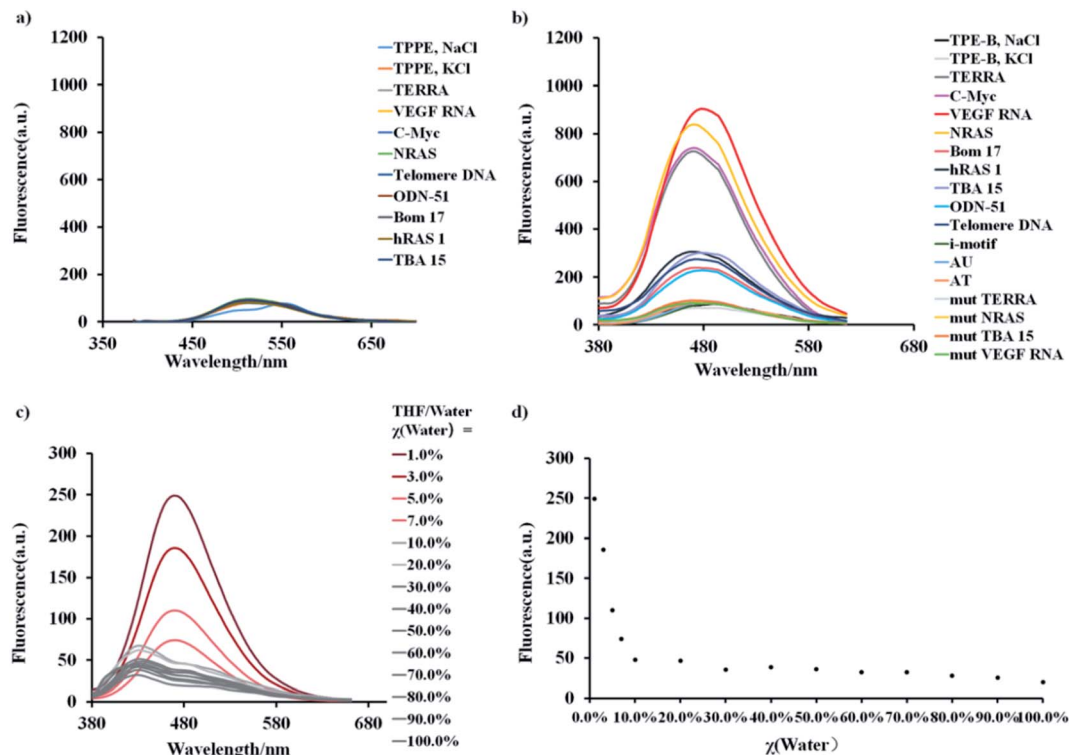 a)
1200
1000
800
600
400
200
0
350
450
550
650
Fluorescence(a.u.)
Wavelength/nm
TPPE, NaCl
TPPE, KCl
TERRA
VEGF RNA
C-Myc
NRAS
Telomere DNA
ODN-51
Bom 17
hRAS 1
TBA 15
b)
1200
1000
800
600
400
200
0
380
480
580
680
Fluorescence(a.u.)
Wavelength/nm
TPE-B, NaCl
TPE-B, KCl
TERRA
C-Myc
VEGF RNA
NRAS
Bom 17
hRAS 1
TBA 15
ODN-51
Telomere DNA
i-motif
AU
AT
mut TERRA
mut NRAS
mut TBA 15
mut VEGF RNA
c)
300
250
200
150
100
50
0
380
480
580
680
Fluorescence(a.u.)
Wavelength/nm
THF/Water
χ(Water) =
1.0%
3.0%
5.0%
7.0%
10.0%
20.0%
30.0%
40.0%
50.0%
60.0%
70.0%
80.0%
90.0%
100.0%
d)
300
250
200
150
100
50
0
0.0% 10.0% 20.0% 30.0% 40.0% 50.0% 60.0% 70.0% 80.0% 90.0% 100.0%
Fluorescence(a.u.)
χ(Water)